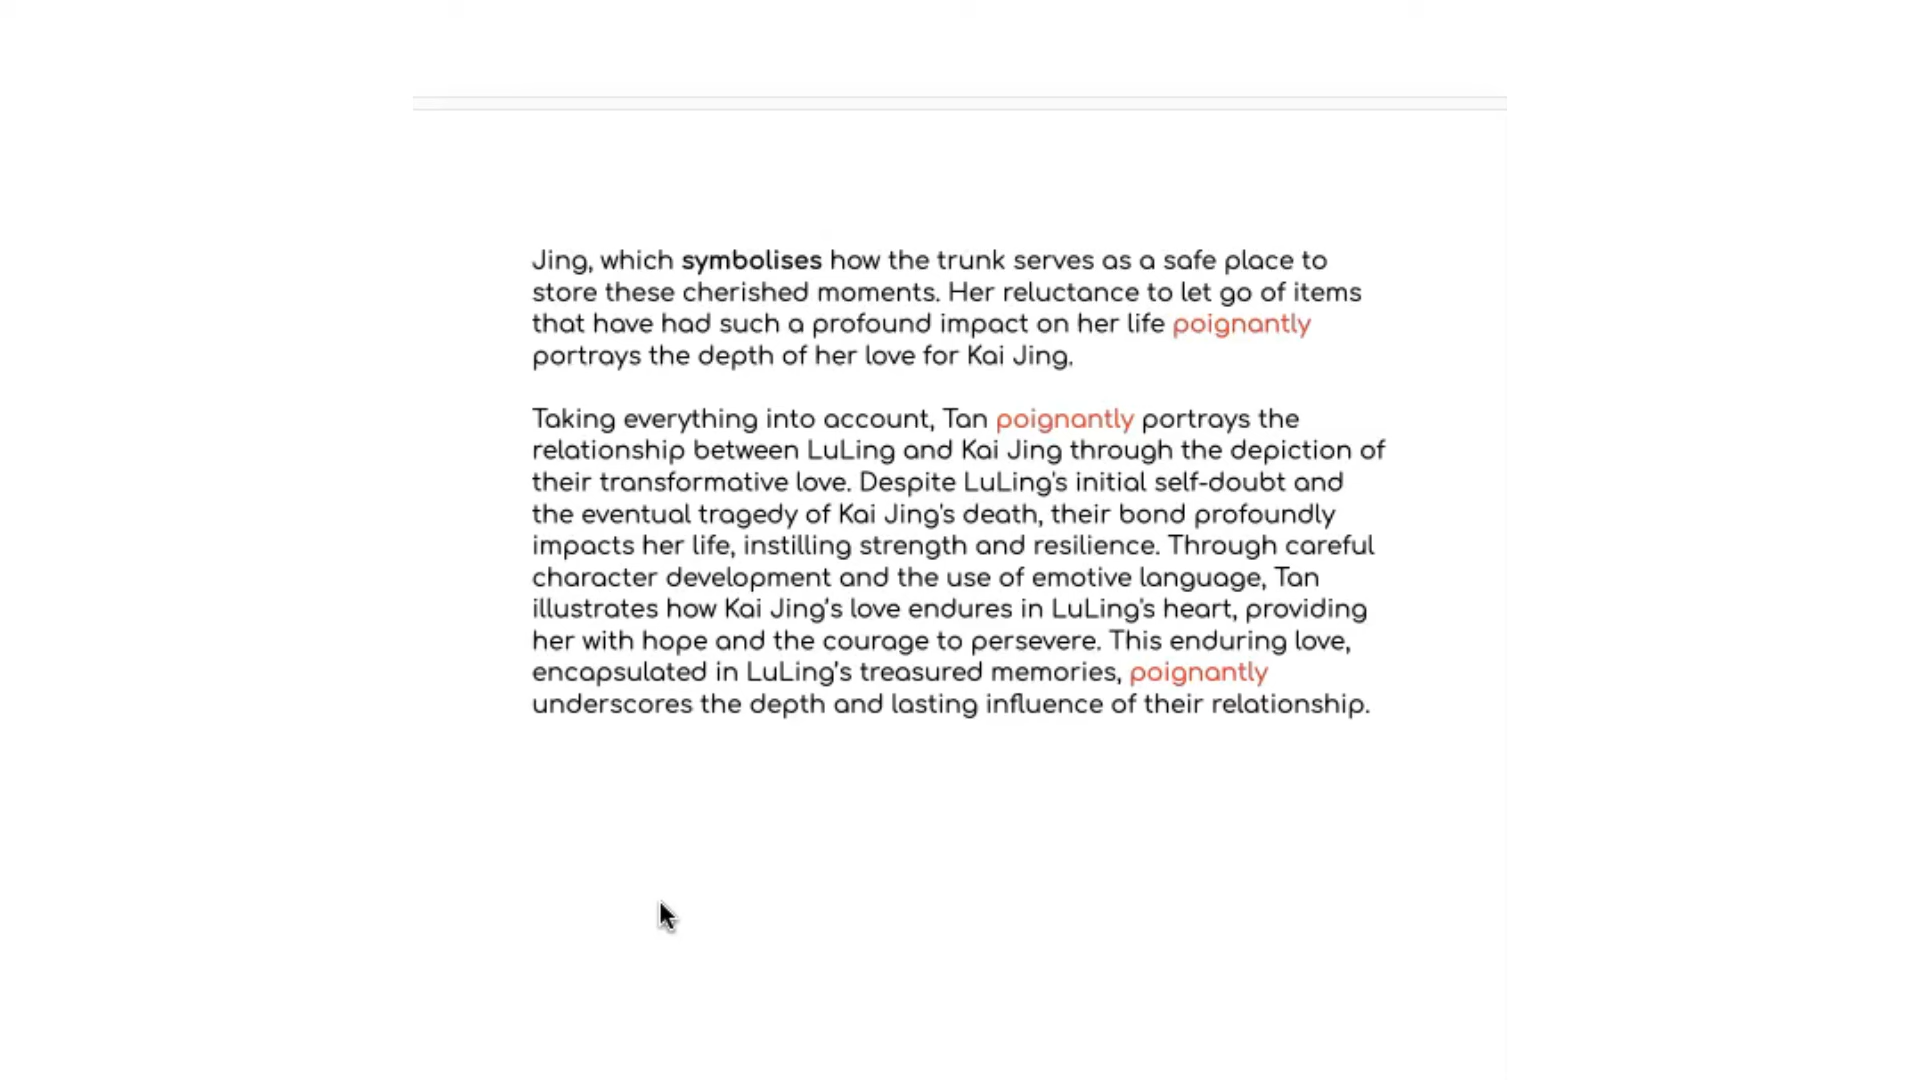 Jing, which symbolises how the trunk serves as a safe place to
store these cherished moments. Her reluctance to let go of items
that have had such a profound impact on her life poignantly
portrays the depth of her love for Kai Jing.
Taking everything into account, Tan poignantly portrays the
relationship between LuLing and Kai Jing through the depiction of
their transformative love. Despite LuLing's initial self-doubt and
the eventual tragedy of Kai Jing's death, their bond profoundly
impacts her life, instilling strength and resilience. Through careful
character development and the use of emotive language, Tan
illustrates how Kai Jing’s love endures in LuLing's heart, providing
her with hope and the courage to persevere. This enduring love,
encapsulated in LuLing’s treasured memories, poignantly
underscores the depth and lasting influence of their relationship.